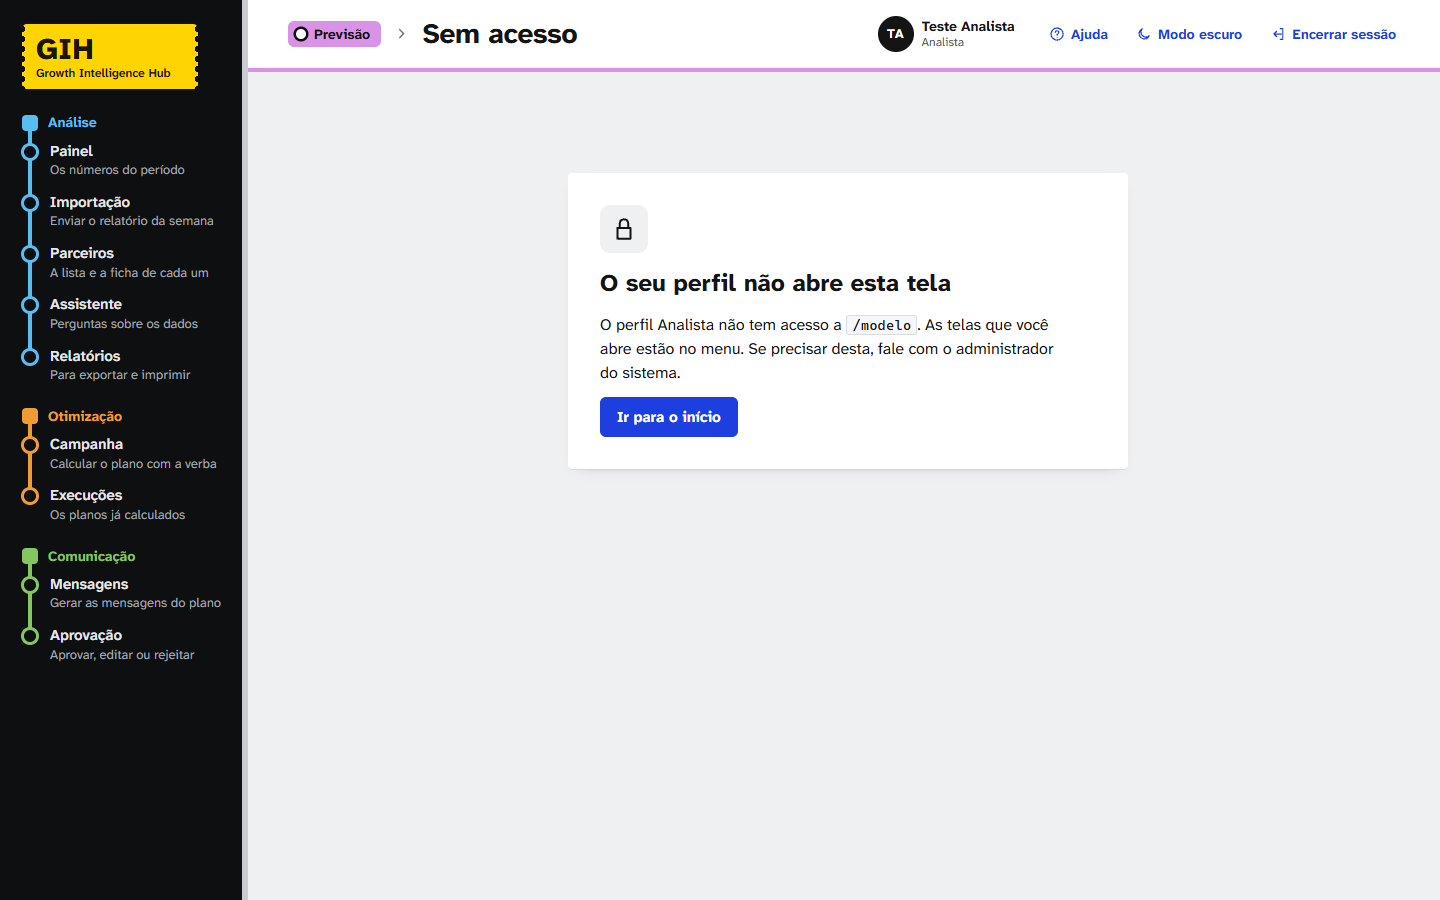 GIH
Growth Intelligence Hub
Análise
Painel
Os números do período
Importação
Enviar o relatório da semana
Parceiros
A lista e a ficha de cada um
Assistente
Perguntas sobre os dados
Relatórios
Para exportar e imprimir
Otimização
Campanha
Calcular o plano com a verba
Execuções
Os planos já calculados
Comunicação
Mensagens
Gerar as mensagens do plano
Aprovação
Aprovar, editar ou rejeitar
Previsão
Sem acesso
TA
Teste Analista
Analista
Ajuda
Modo escuro
Encerrar sessão
O seu perfil não abre esta tela
O perfil Analista não tem acesso a /modelo. As telas que você
abre estão no menu. Se precisar desta, fale com o administrador
do sistema.
Ir para o início